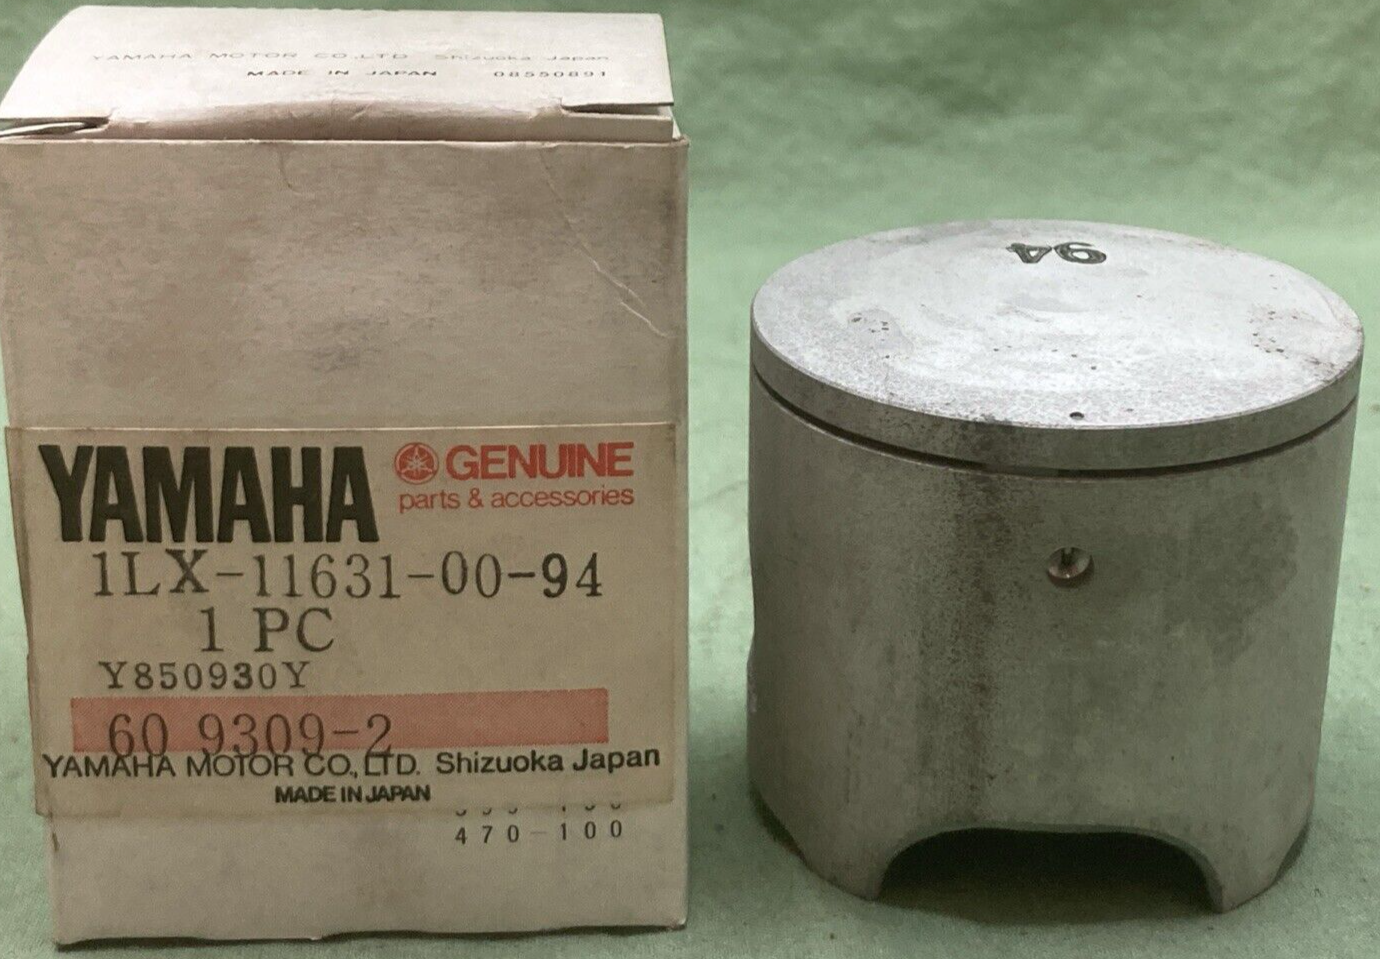 YAMAHA MOTOR CO.,LTD Shizuoka Japan
MADE IN JAPAN 08550891
YAMAHA GENUINE
parts & accessories
1LX-11631-00-94
1 PC
Y850930Y
60 9309-2
YAMAHA MOTOR CO., LTD. Shizuoka Japan
MADE IN JAPAN
470-100
94